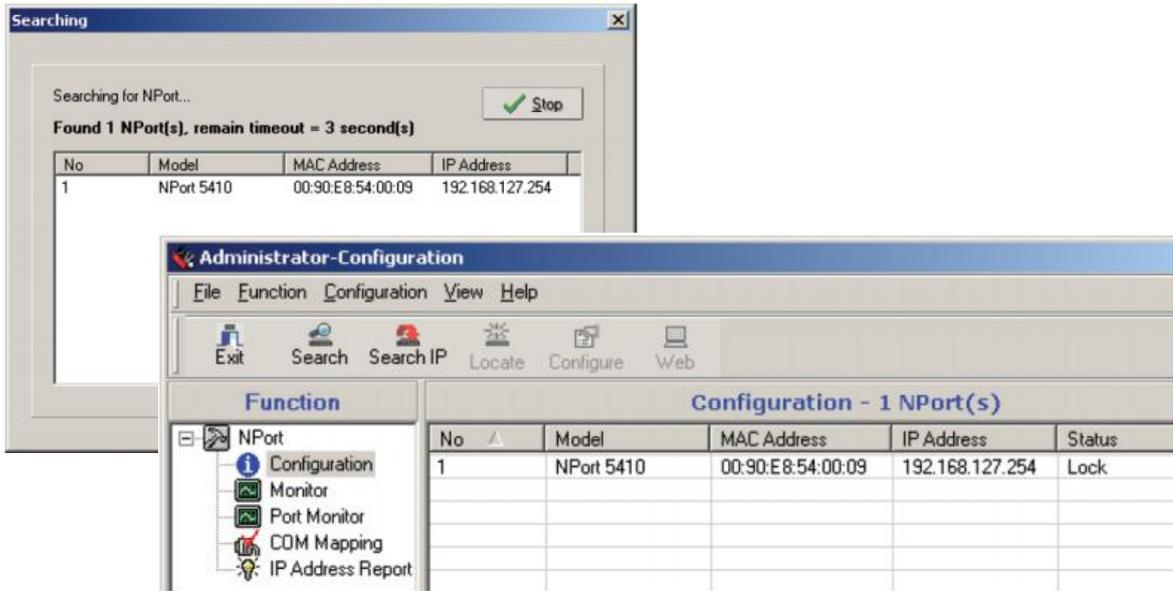 Searching
Searching for NPort...
Stop
Found 1 NPort(s), remain timeout = 3 second(s)
No Model MAC Address IP Address
1 NPort 5410 00:90:E8:54:00:09 192.168.127.254
Administrator-Configuration
File Function Configuration View Help
Exit Search Search IP Locate Configure Web
Function
Configuration - 1 NPort(s)
NPort
Configuration
Monitor
Port Monitor
COM Mapping
IP Address Report
No Model MAC Address IP Address Status
1 NPort 5410 00:90:E8:54:00:09 192.168.127.254 Lock